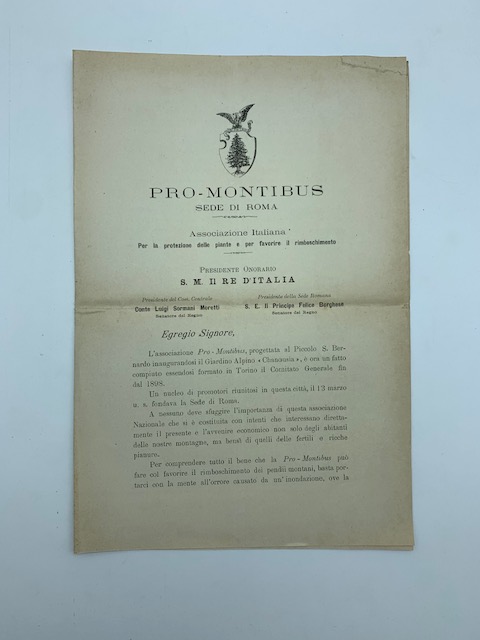 PRO-MONTIBUS
SEDE DI ROMA
Associazione Italiana
Per la protezione delle piante e per favorire il rimboschimento
PRESIDENTE ONORARIO
S. M. IL RE D'ITALIA
Presidente del Com. Centrale
Conte Luigi Sormani Moretti
Senatore del Regno
Presidente della Sede Romana
S. E. Il Principe Felice Borghese
Senatore del Regno
Egregio Signore,
L'associazione Pro-Montibus, progettata al Piccolo S. Ber-
nardo inaugurandosi il Giardino Alpino « Chanousia », è ora un fatto
compiuto essendosi formato in Torino il Comitato Generale fin
dal 1898.
Un nucleo di promotori riunitosi in questa città, il 13 marzo
u. s. fondava la Sede di Roma.
A nessuno deve sfuggire l'importanza di questa associazione
Nazionale che si è costituita con intenti che interessano diretta-
mente il presente e l'avvenire economico non solo degli abitanti
delle nostre montagne, ma bensì di quelli delle fertili e ricche
pianure.
Per comprendere tutto il bene che la Pro-Montibus può
fare col favorire il rimboschimento dei pendii montani, basta por-
tarci con la mente all'orrore causato da un'inondazione, ove la